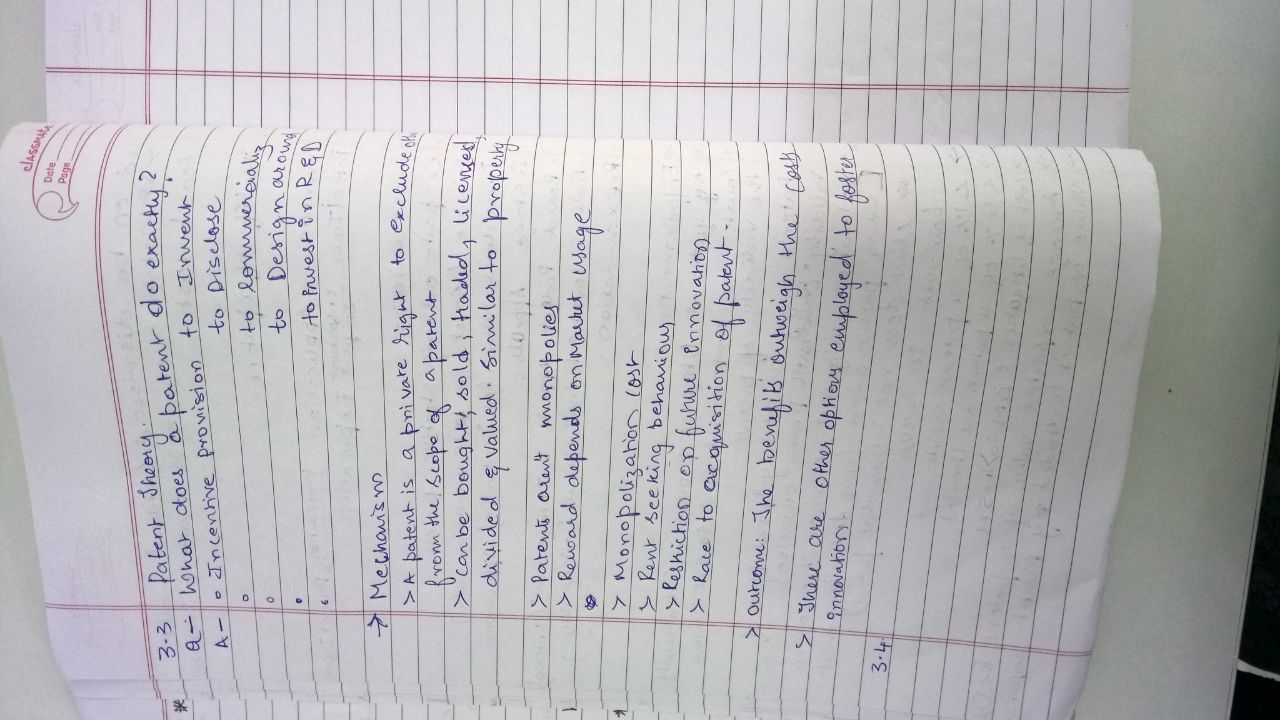 classmate
Date
Page
* 3.3 Patent Theory.
Q- What does a patent do exactly?
A- ° Incentive provision to Invent
° to Disclose
° to Commercializ
° to Design around
° to Invest in R & D
→ Mechanism
> A patent is a private right to exclude
from the scope of a patent.
> Can be bought, sold, traded, licensed,
divided & valued. Similar to property
> Patents arent monopolies
> Reward depends on Market usage
> Monopolization cost
> Rent seeking behaviour
> Restriction on future Innovation
> Race to acquisition of patent.
> Outcome: The benefits outweigh the cost
> There are other options employed to foster
innovation.
3.4